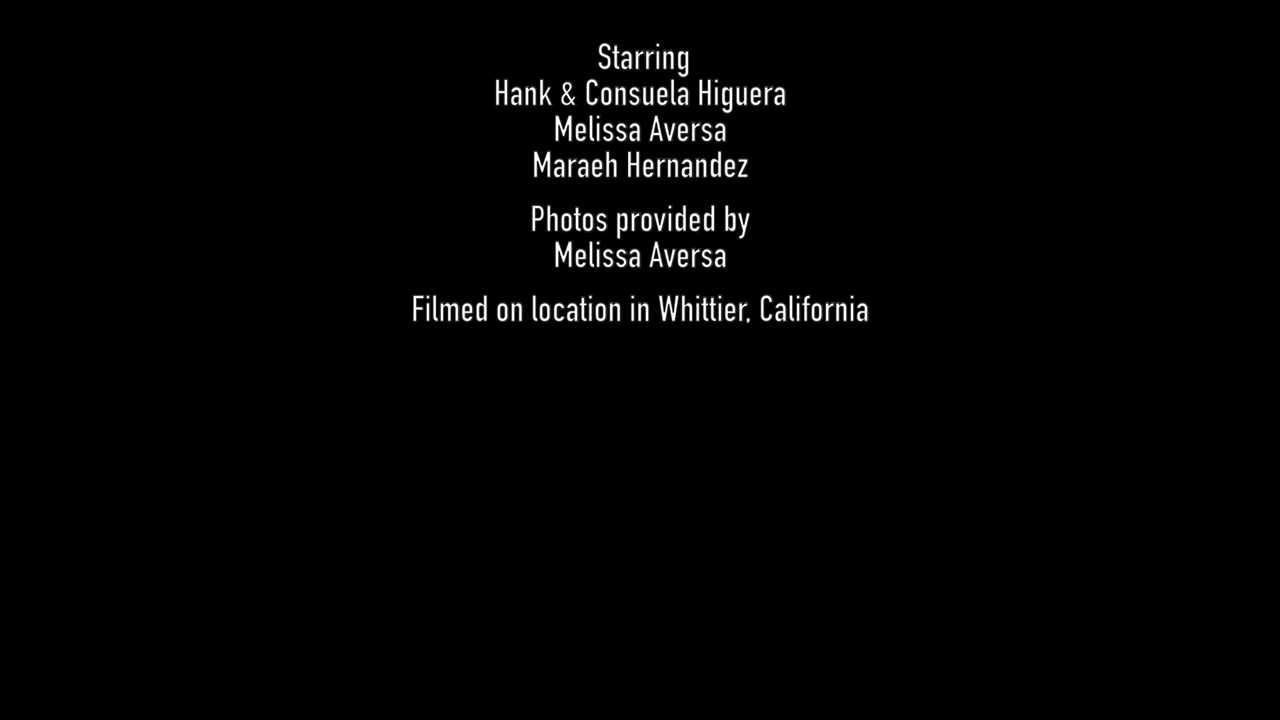 Starring
Hank & Consuela Higuera
Melissa Aversa
Maraeh Hernandez
Photos provided by
Melissa Aversa
Filmed on location in Whittier, California